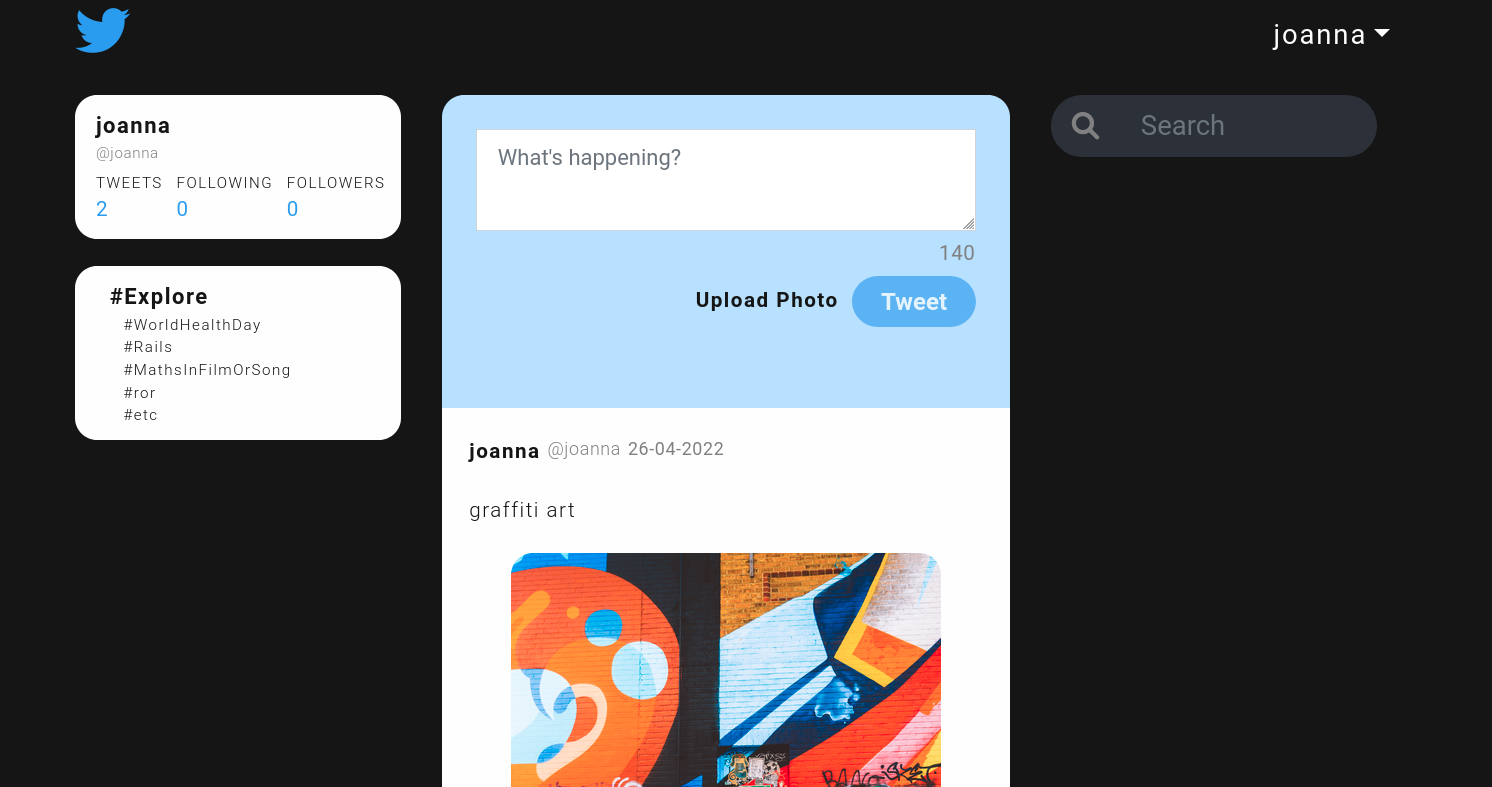 joanna
joanna
@joanna
TWEETS FOLLOWING FOLLOWERS
2 0 0
#Explore
#WorldHealthDay
#Rails
#MathsInFilmOrSong
#ror
#etc
What's happening?
140
Upload Photo Tweet
joanna @joanna 26-04-2022
graffiti art
Search